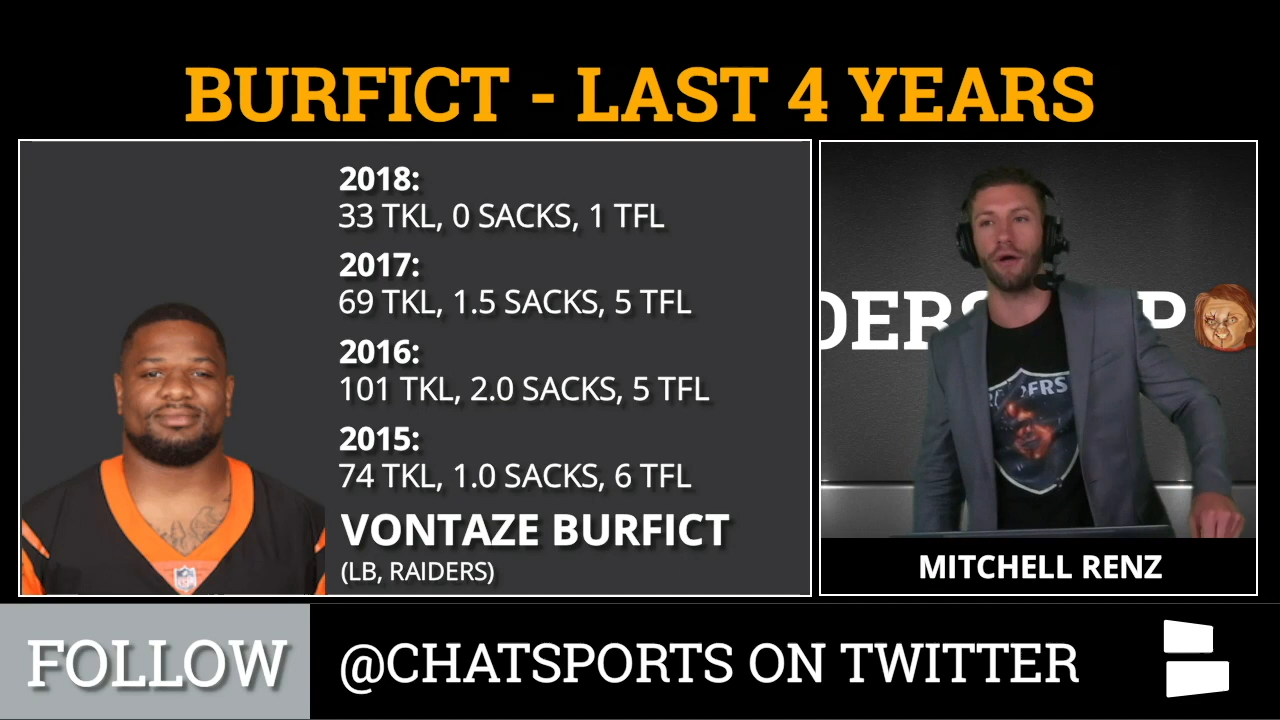 BURFICT - LAST 4 YEARS
2018:
33 TKL, 0 SACKS, 1 TFL
2017:
69 TKL, 1.5 SACKS, 5 TFL
2016:
101 TKL, 2.0 SACKS, 5 TFL
2015:
74 TKL, 1.0 SACKS, 6 TFL
VONTAZE BURFICT
(LB, RAIDERS)
MITCHELL RENZ
FOLLOW
@CHATSPORTS ON TWITTER